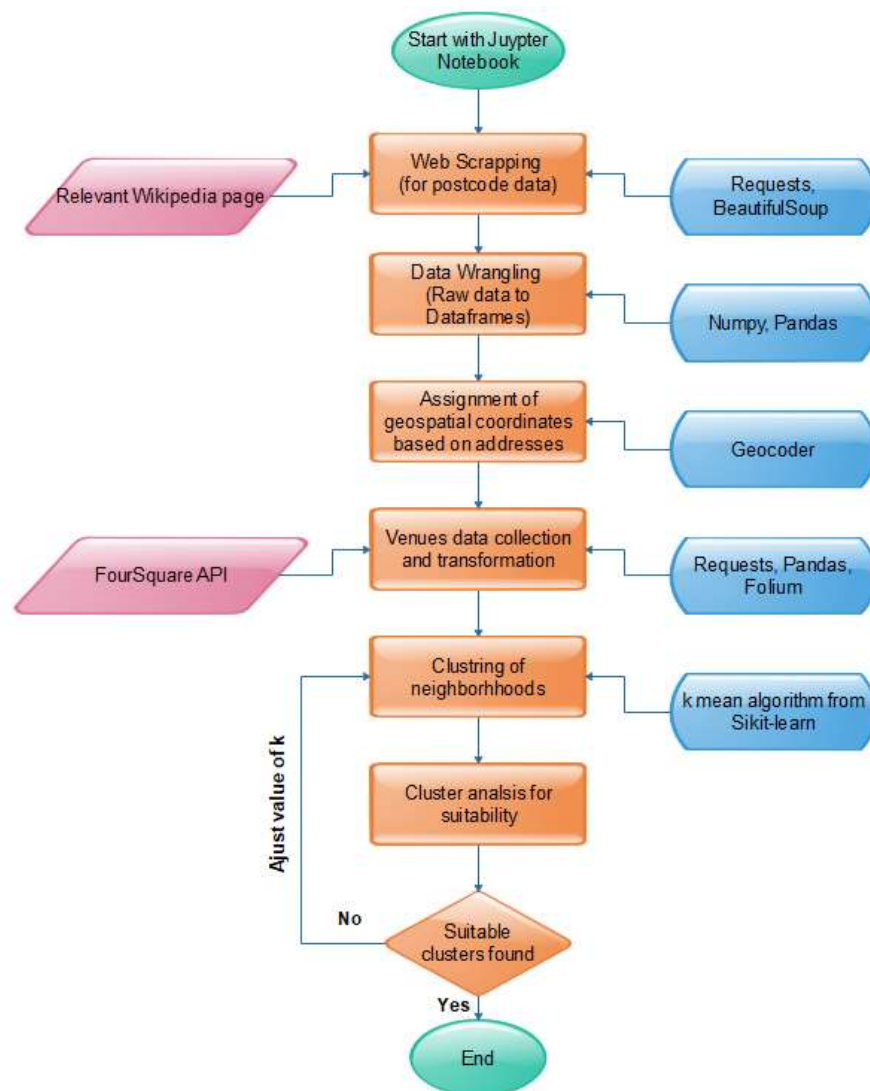 Start with Juypter
Notebook
Web Scrapping
(for postcode data)
Relevant Wikipedia page
Requests,
BeautifulSoup
Data Wrangling
(Raw data to
Dataframes)
Numpy, Pandas
Assignment of
geospatial coordinates
based on addresses
Geocoder
Venues data collection
and transformation
FourSquare API
Requests, Pandas,
Folium
Clustring of
neighborhhoods
k mean algorithm from
Sikit-learn
Ajust value of k
Cluster analsis for
suitability
No
Suitable
clusters found
Yes
End